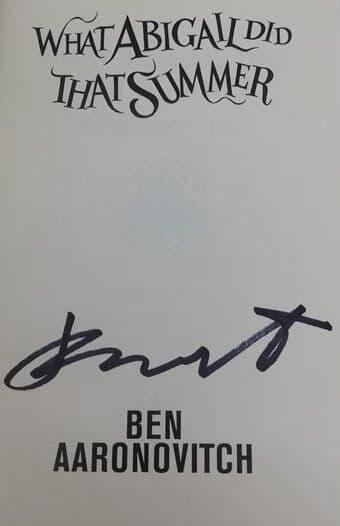 WHAT ABIGAIL DID
THAT SUMMER
BEN
AARONOVITCH